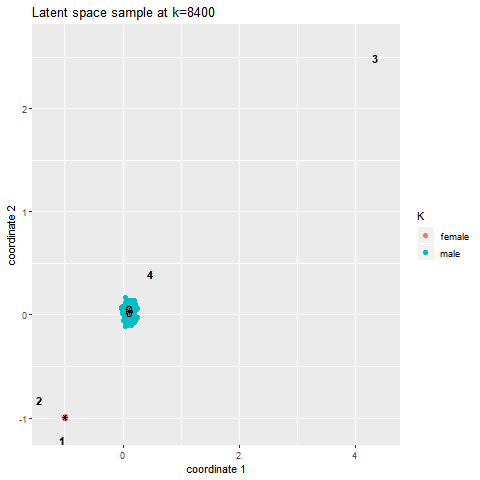 Latent space sample at k=8400
3
2
1
4
0
2
-1
1
0 2 4
coordinate 1
coordinate 2
K
female
male